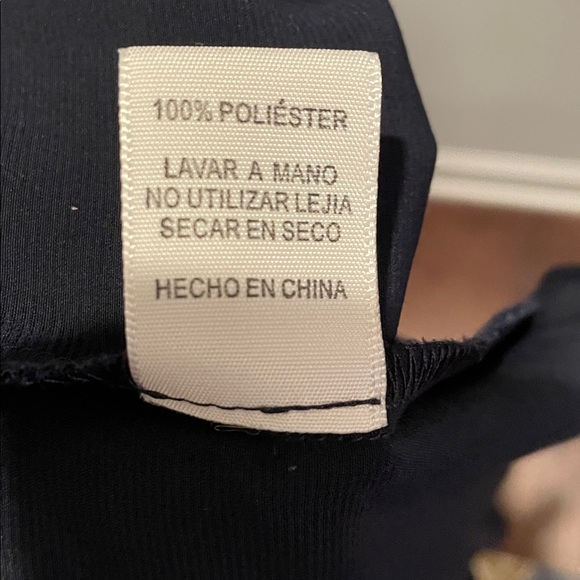 100% POLIÉSTER
LAVAR A MANO
NO UTILIZAR LEJIA
SECAR EN SECO
HECHO EN CHINA